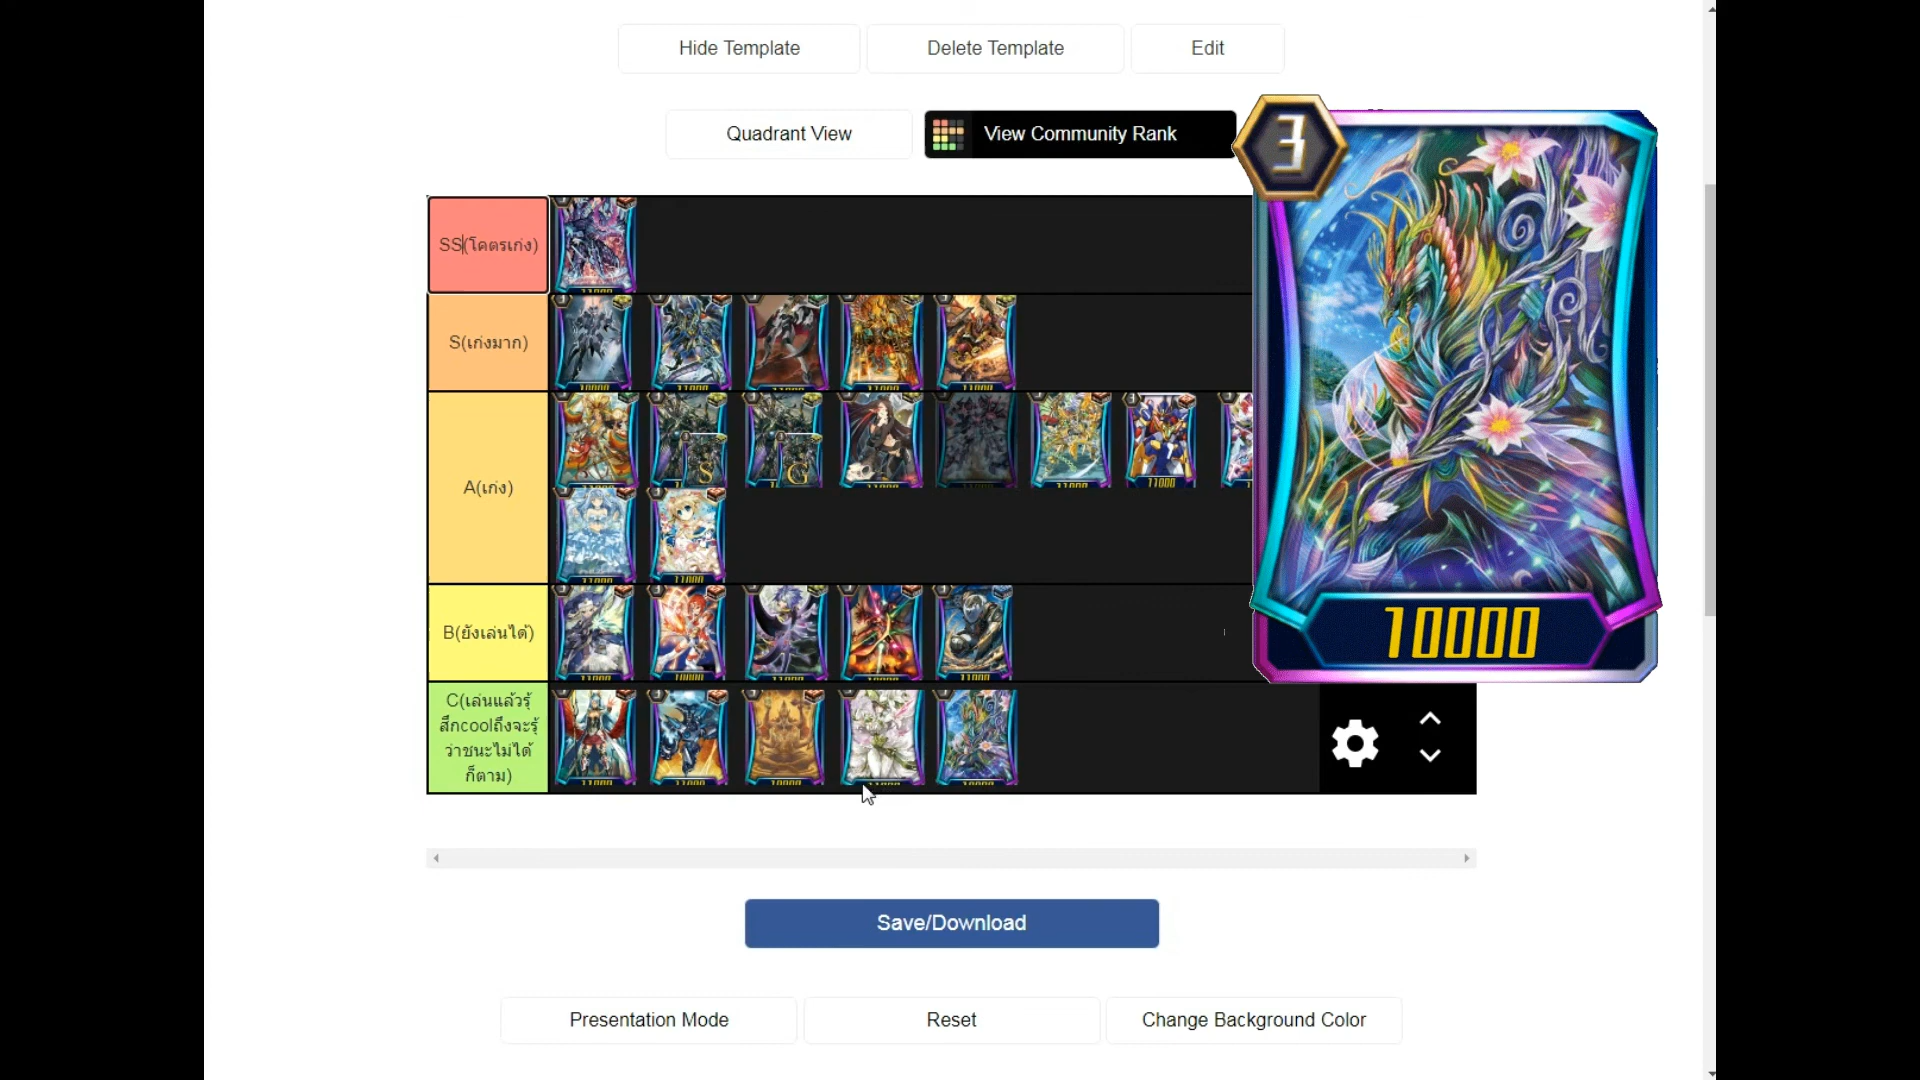 Hide Template
Delete Template
Edit
Quadrant View
View Community Rank
3
SS(โคตรเก่ง)
S(เก่งมาก)
A(เก่ง)
S
G
11000
B(ยังเล่นได้)
C(เล่นแล้วรู้
สึกcoolถึงจะรู้
ว่าชนะไม่ได้
ก็ตาม)
10000
Save/Download
Presentation Mode
Reset
Change Background Color